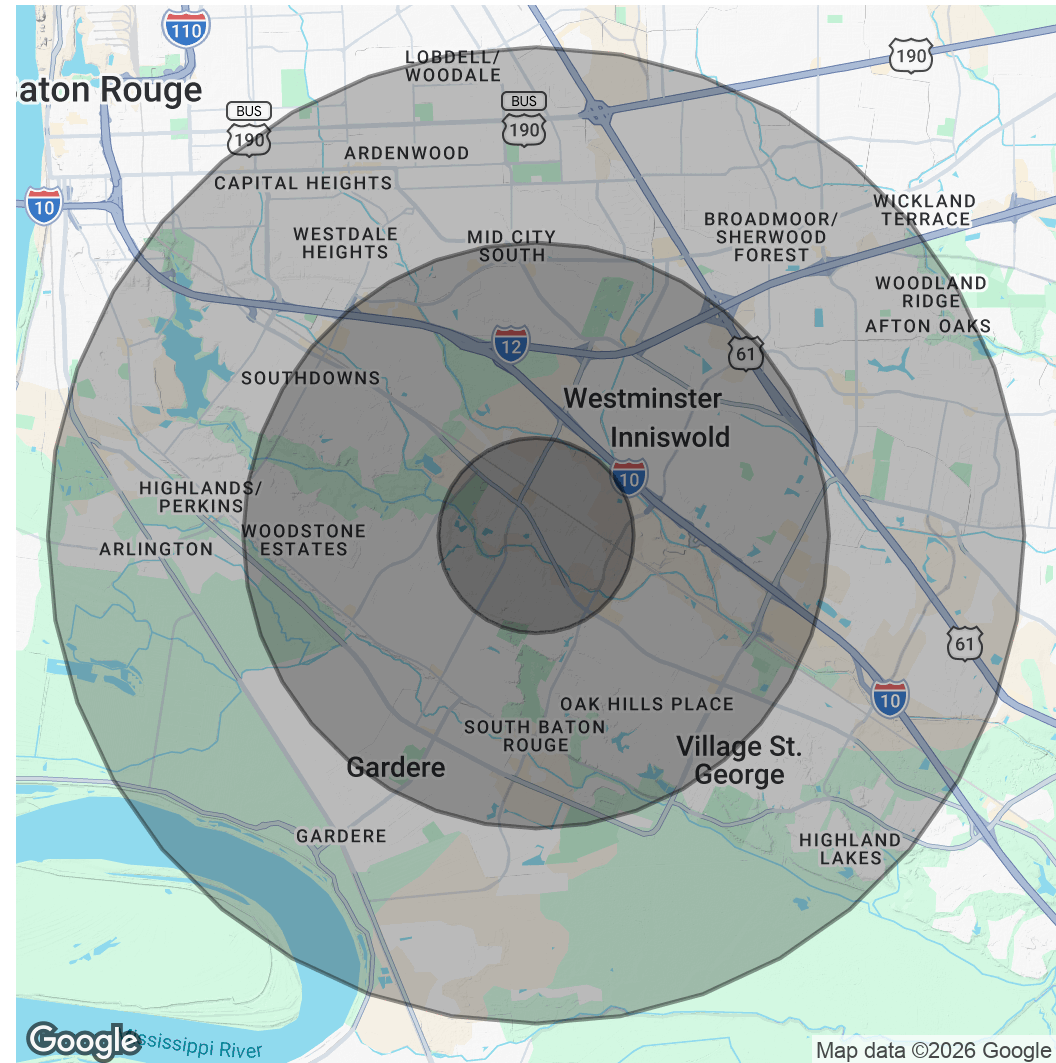 110
190
LOBDELL/
WOODALE
aton Rouge
BUS
190
BUS
190
ARDENWOOD
CAPITAL HEIGHTS
10
WICKLAND
TERRACE
BROADMOOR/
SHERWOOD
FOREST
WESTDALE
HEIGHTS
MID CITY
SOUTH
WOODLAND
RIDGE
AFTON OAKS
12
61
SOUTHDOWNS
Westminster
Inniswold
10
HIGHLANDS/
PERKINS
WOODSTONE
ESTATES
ARLINGTON
61
10
OAK HILLS PLACE
SOUTH BATON
ROUGE
Village St.
George
Gardere
GARDERE
HIGHLAND
LAKES
Google
ississippi River
Map data ©2026 Google